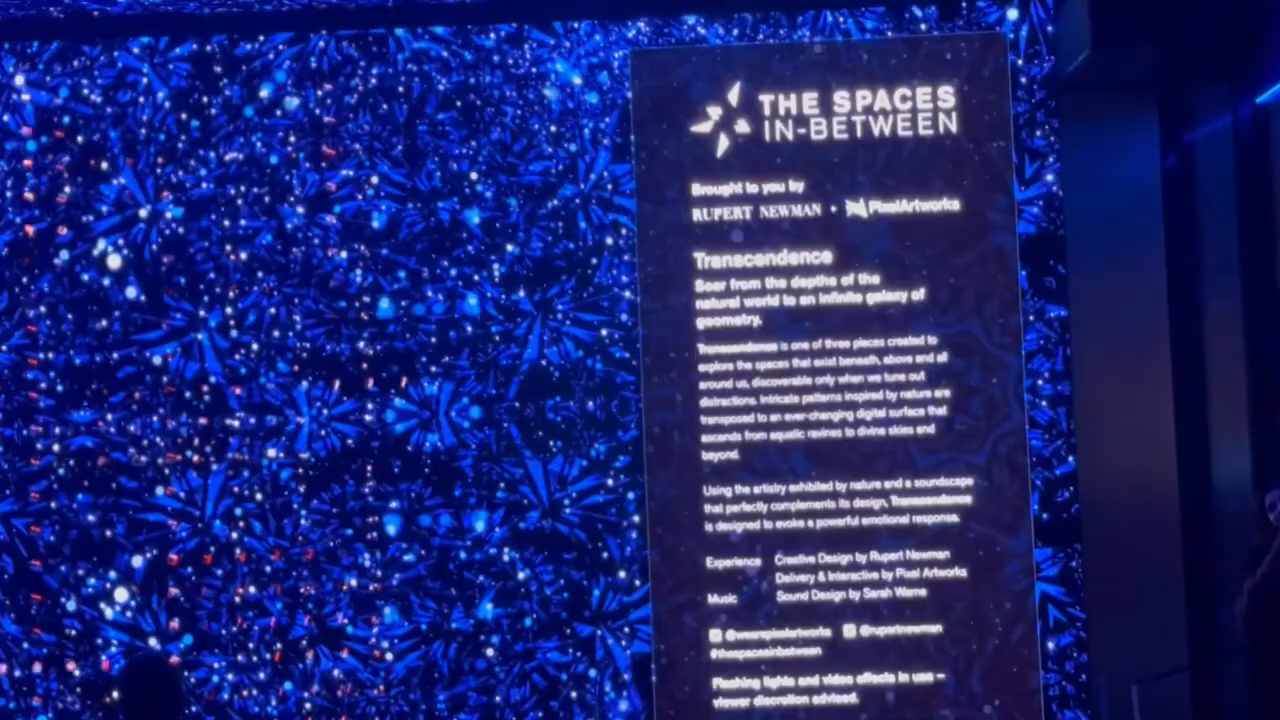 THE SPACES
IN-BETWEEN
Brought to you by
RUPERT NEWMAN + PixelArtworks
Transcendence
Soar from the depths of the
natural world to an infinite galaxy of
geometry.
Transcendence is one of three pieces created to
explore the spaces that exist beneath, above and all
around us, discoverable only when we tune out
distractions. Intricate patterns inspired by nature are
transposed to an ever-changing digital surface that
ascends from aquatic ravines to divine skies and
beyond.
Using the artistry exhibited by nature and a soundscape
that perfectly complements its design, Transcendence
is designed to evoke a powerful emotional response.
Experience Creative Design by Rupert Newman
Delivery & Interactive by Pixel Artworks
Music Sound Design by Sarah Warne
@wearepixelartworks @rupertnewman
#thespacesinbetween
Flashing lights and video effects in use –
viewer discretion advised.